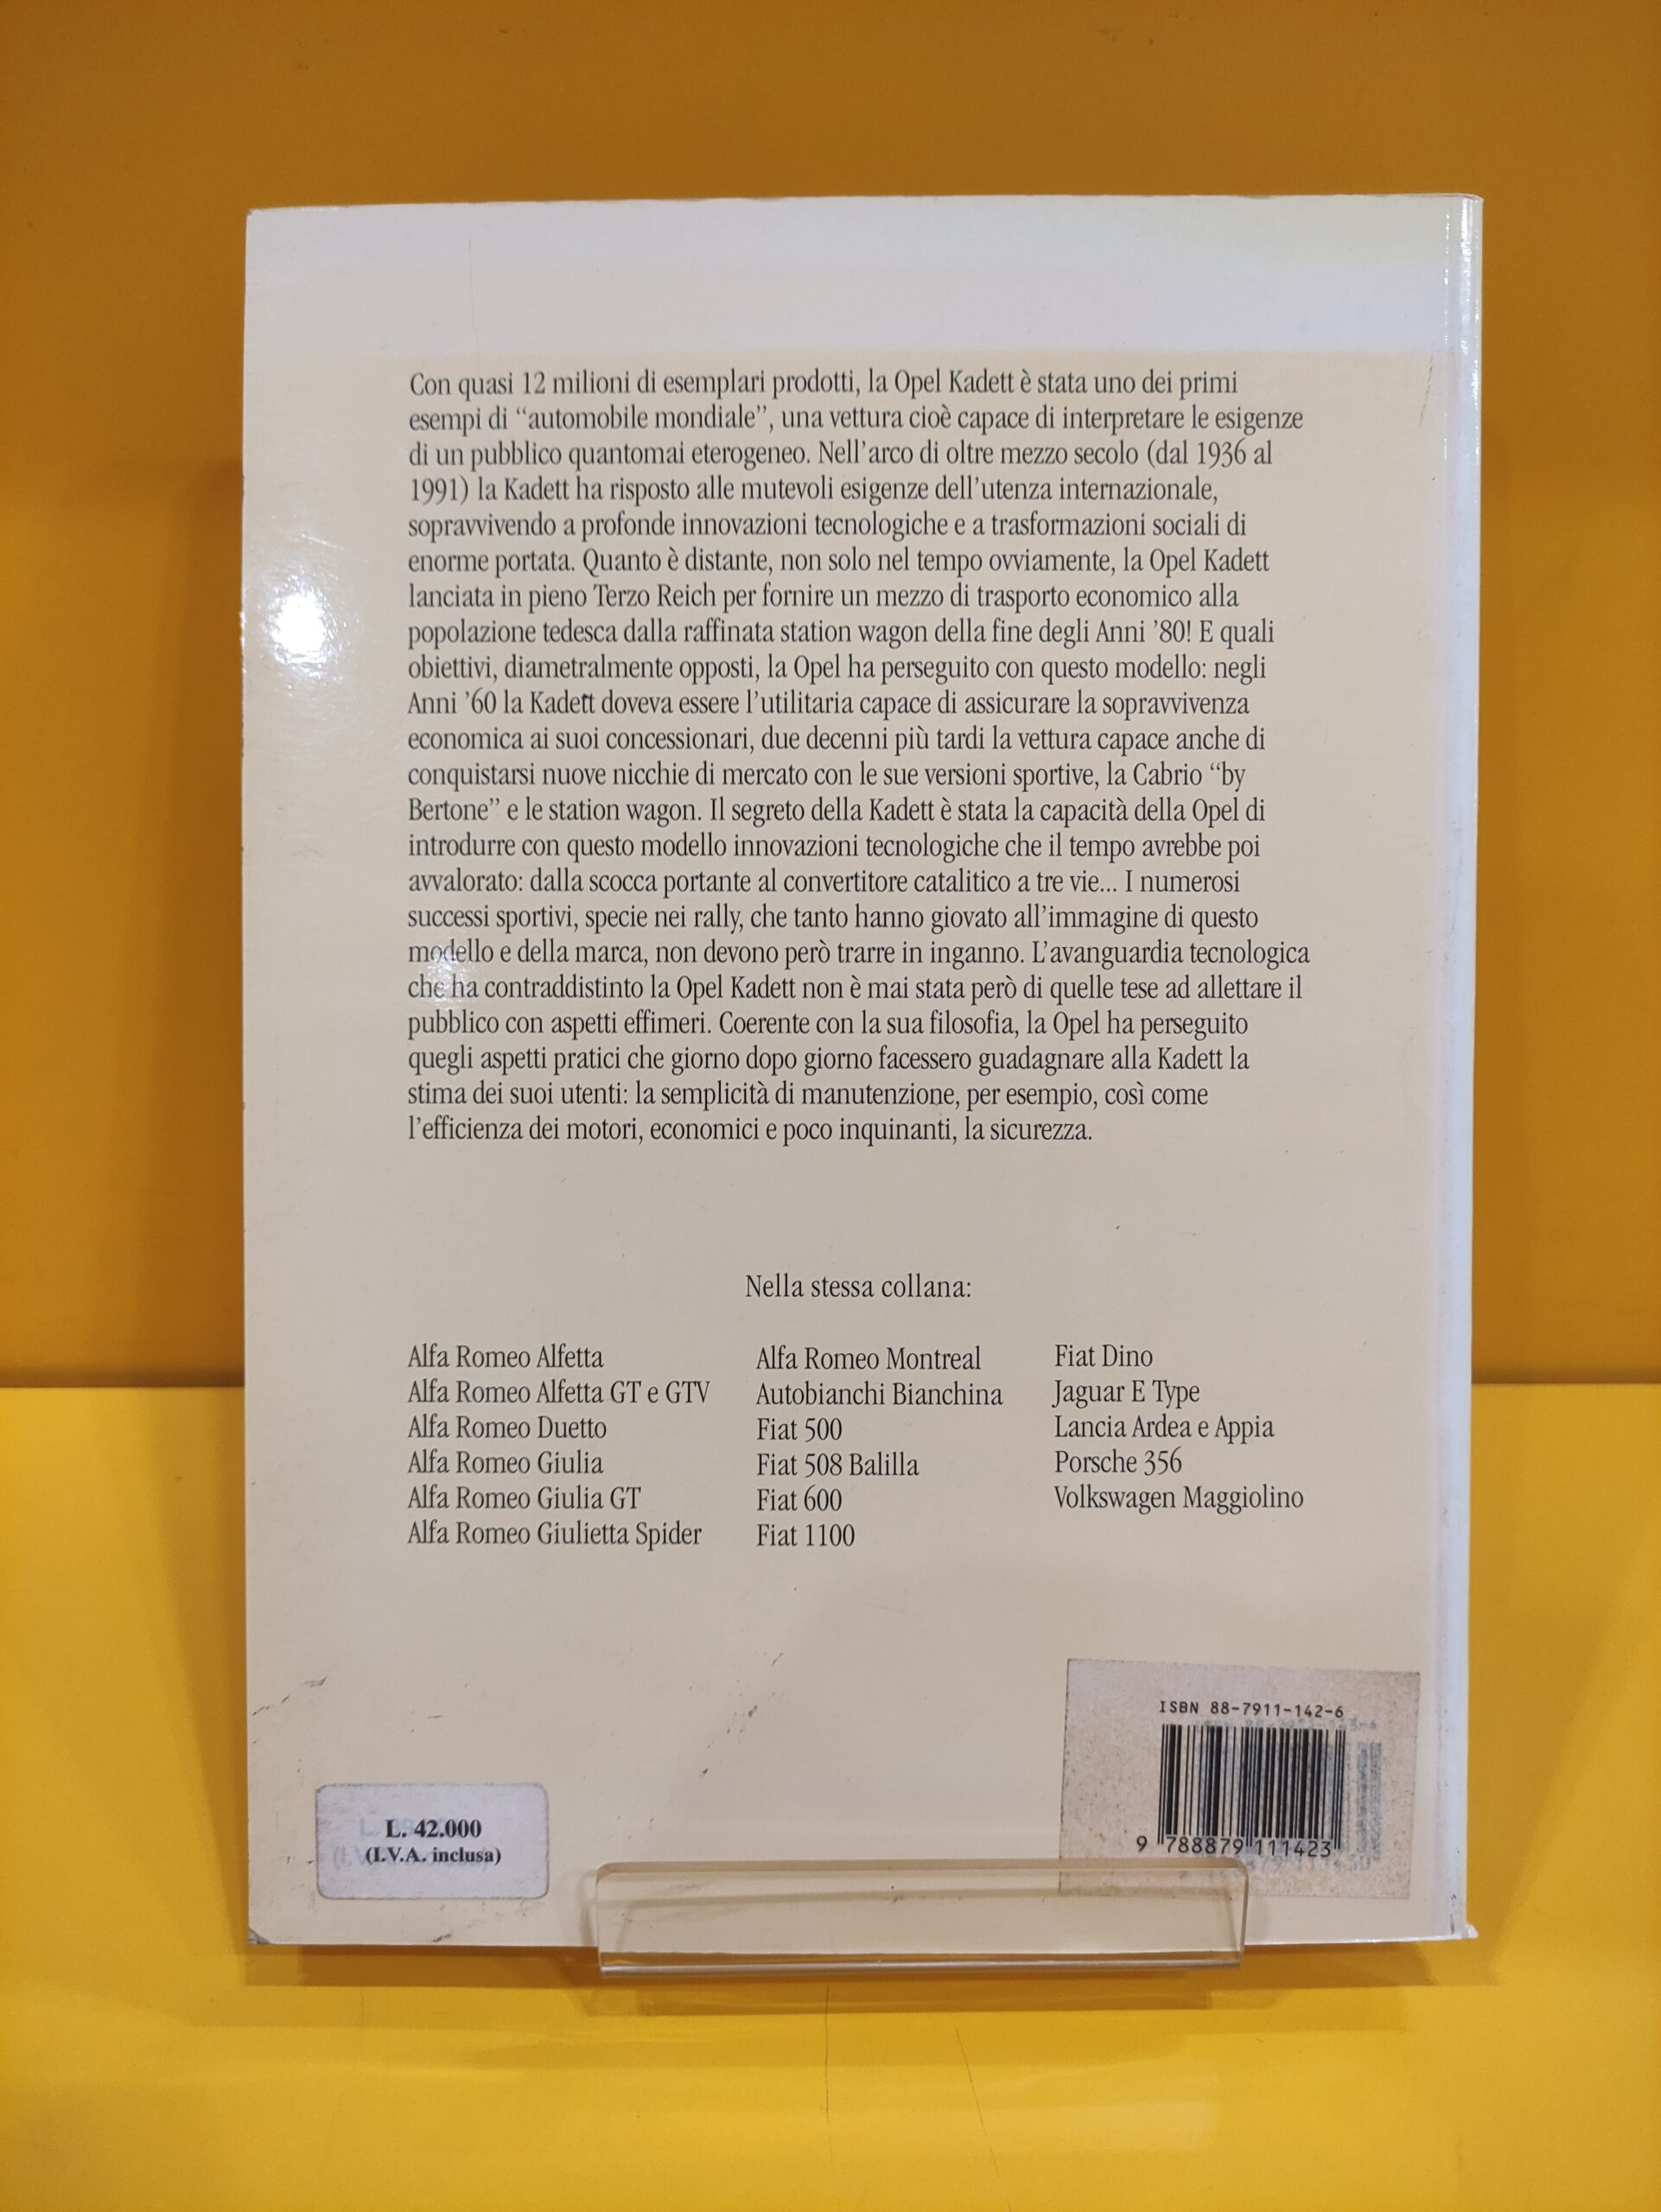 Con quasi 12 milioni di esemplari prodotti, la Opel Kadett è stata uno dei primi
esempi di “automobile mondiale”, una vettura cioè capace di interpretare le esigenze
di un pubblico quantomai eterogeneo. Nell’arco di oltre mezzo secolo (dal 1936 al
1991) la Kadett ha risposto alle mutevoli esigenze dell’utenza internazionale,
sopravvivendo a profonde innovazioni tecnologiche e a trasformazioni sociali di
enorme portata. Quanto è distante, non solo nel tempo ovviamente, la Opel Kadett
lanciata in pieno Terzo Reich per fornire un mezzo di trasporto economico alla
popolazione tedesca dalla raffinata station wagon della fine degli Anni ’80! E quali
obiettivi, diametralmente opposti, la Opel ha perseguito con questo modello: negli
Anni ’60 la Kadett doveva essere l’utilitaria capace di assicurare la sopravvivenza
economica ai suoi concessionari, due decenni più tardi la vettura capace anche di
conquistarsi nuove nicchie di mercato con le sue versioni sportive, la Cabrio “by
Bertone” e le station wagon. Il segreto della Kadett è stata la capacità della Opel di
introdurre con questo modello innovazioni tecnologiche che il tempo avrebbe poi
avvalorato: dalla scocca portante al convertitore catalitico a tre vie... I numerosi
successi sportivi, specie nei rally, che tanto hanno giovato all’immagine di questo
modello e della marca, non devono però trarre in inganno. L’avanguardia tecnologica
che ha contraddistinto la Opel Kadett non è mai stata però di quelle tese ad allettare il
pubblico con aspetti effimeri. Coerente con la sua filosofia, la Opel ha perseguito
quegli aspetti pratici che giorno dopo giorno facessero guadagnare alla Kadett la
stima dei suoi utenti: la semplicità di manutenzione, per esempio, così come
l’efficienza dei motori, economici e poco inquinanti, la sicurezza.
Nella stessa collana:
Alfa Romeo Alfetta
Alfa Romeo Alfetta GT e GTV
Alfa Romeo Duetto
Alfa Romeo Giulia
Alfa Romeo Giulia GT
Alfa Romeo Giulietta Spider
Alfa Romeo Montreal
Autobianchi Bianchina
Fiat 500
Fiat 508 Balilla
Fiat 600
Fiat 1100
Fiat Dino
Jaguar E Type
Lancia Ardea e Appia
Porsche 356
Volkswagen Maggiolino
ISBN 88-7911-142-6
9 788879 111423
L. 42.000
(I.V.A. inclusa)